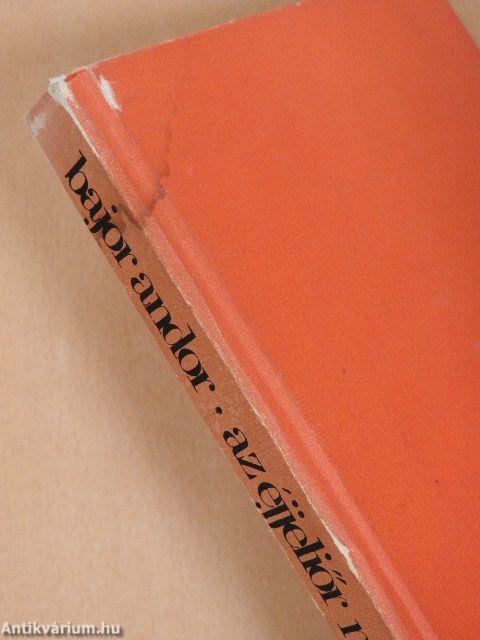 bajor andor · az éjjeliőr
Antikvárium.hu